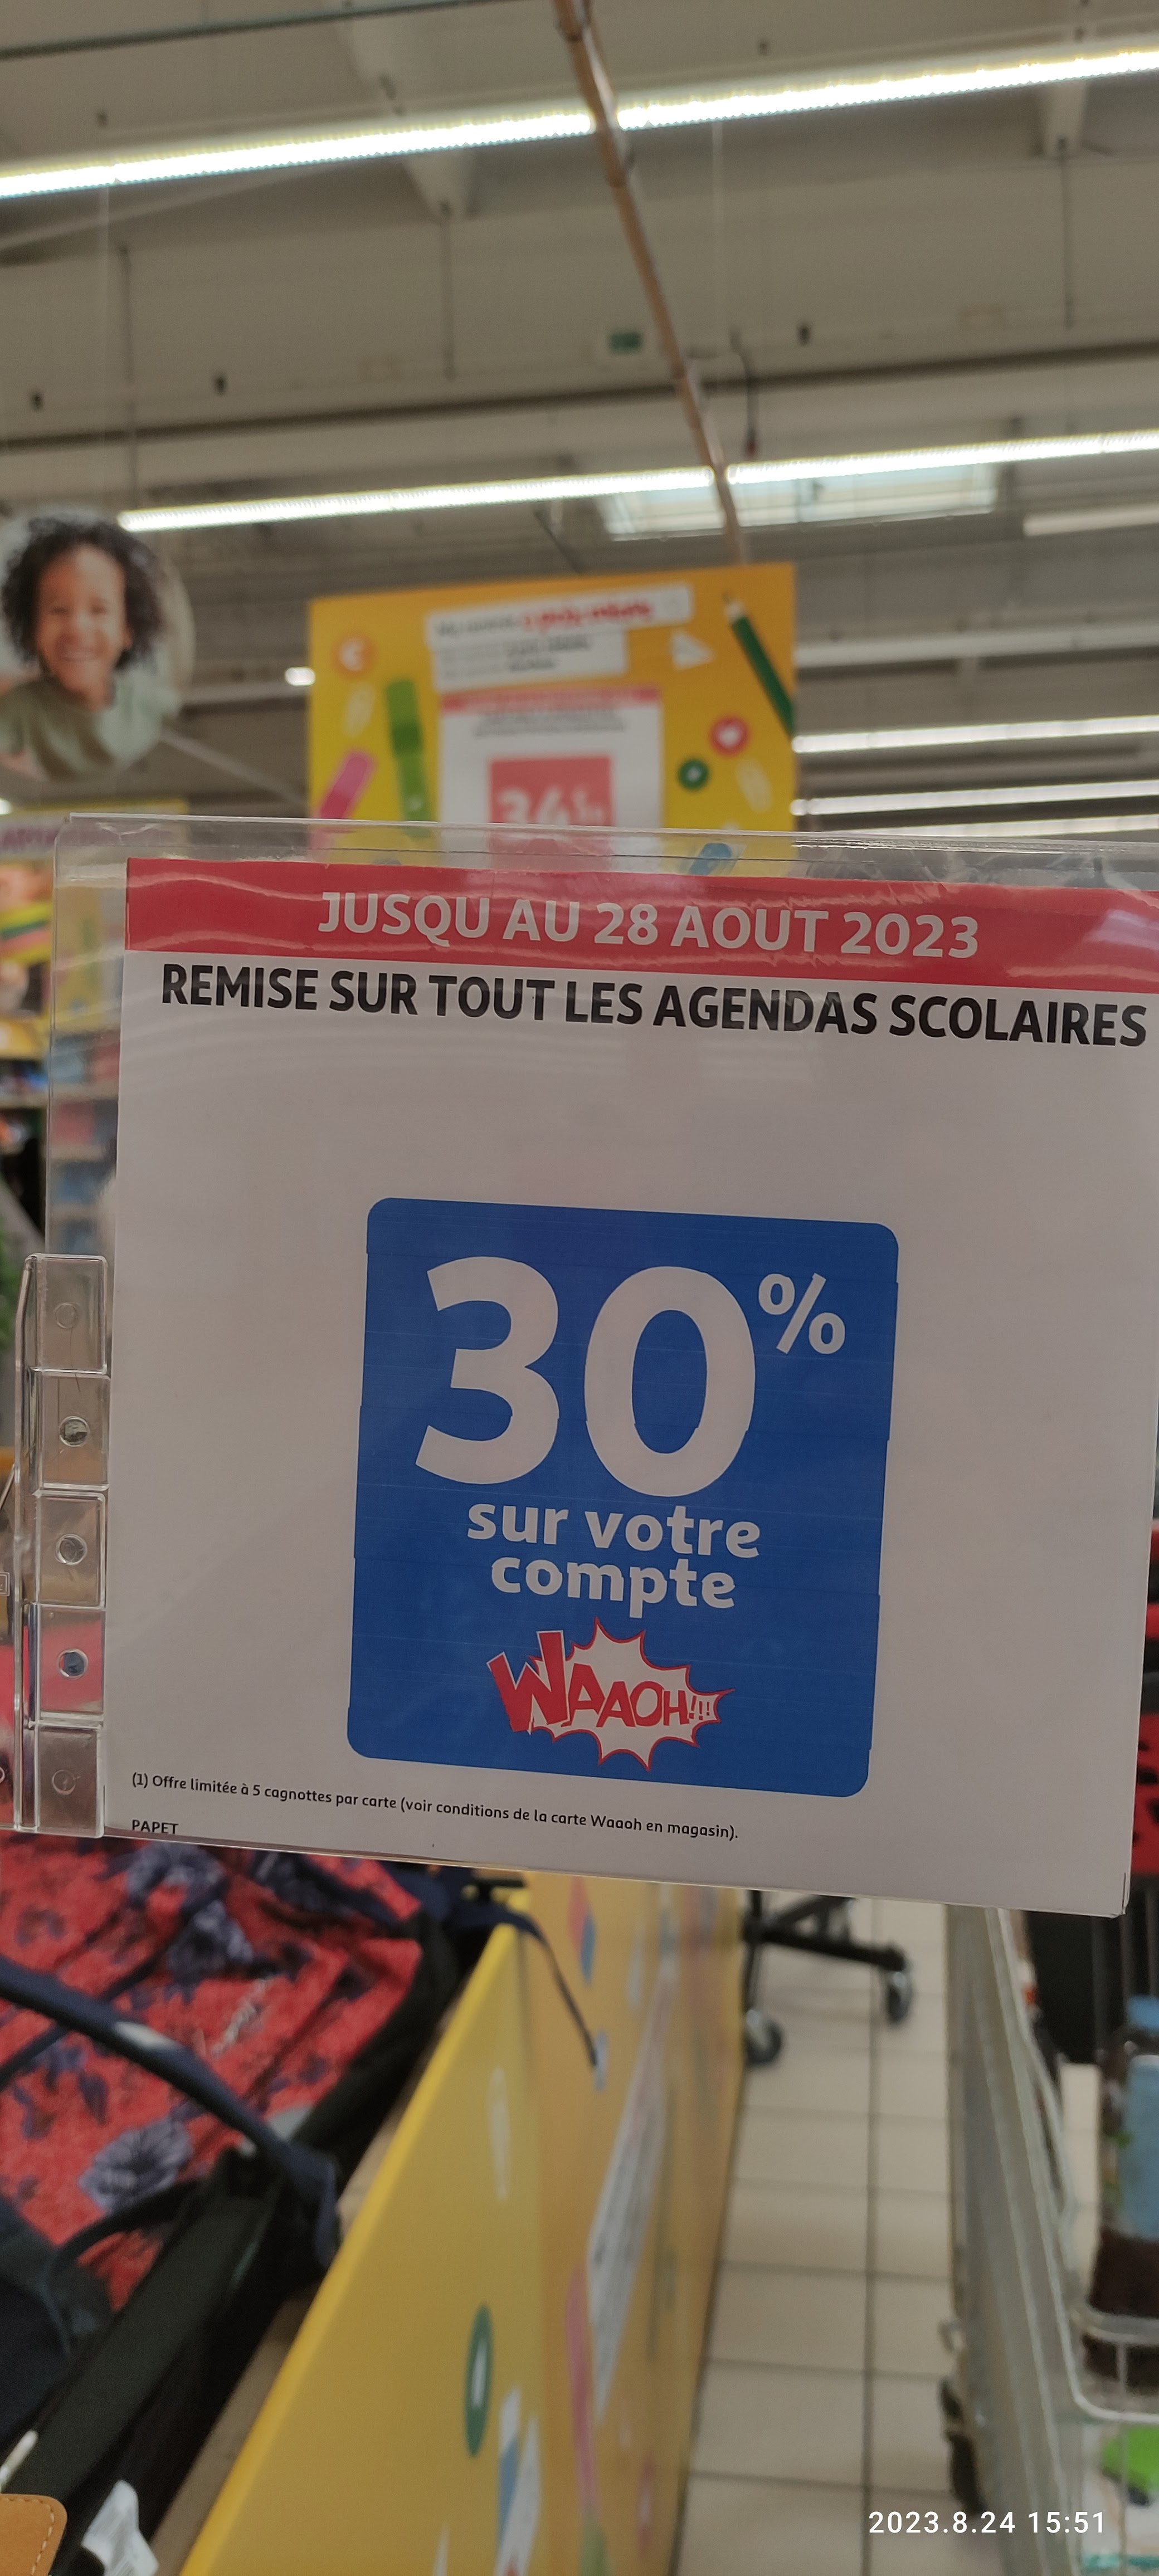 34
JUSQU AU 28 AOUT 2023
REMISE SUR TOUT LES AGENDAS SCOLAIRES
30%
sur votre
compte
WAAOH!!!
(1) Offre limitée à 5 cagnottes par carte (voir conditions de la carte Waaoh en magasin).
PAPET
2023.8.24 15:51